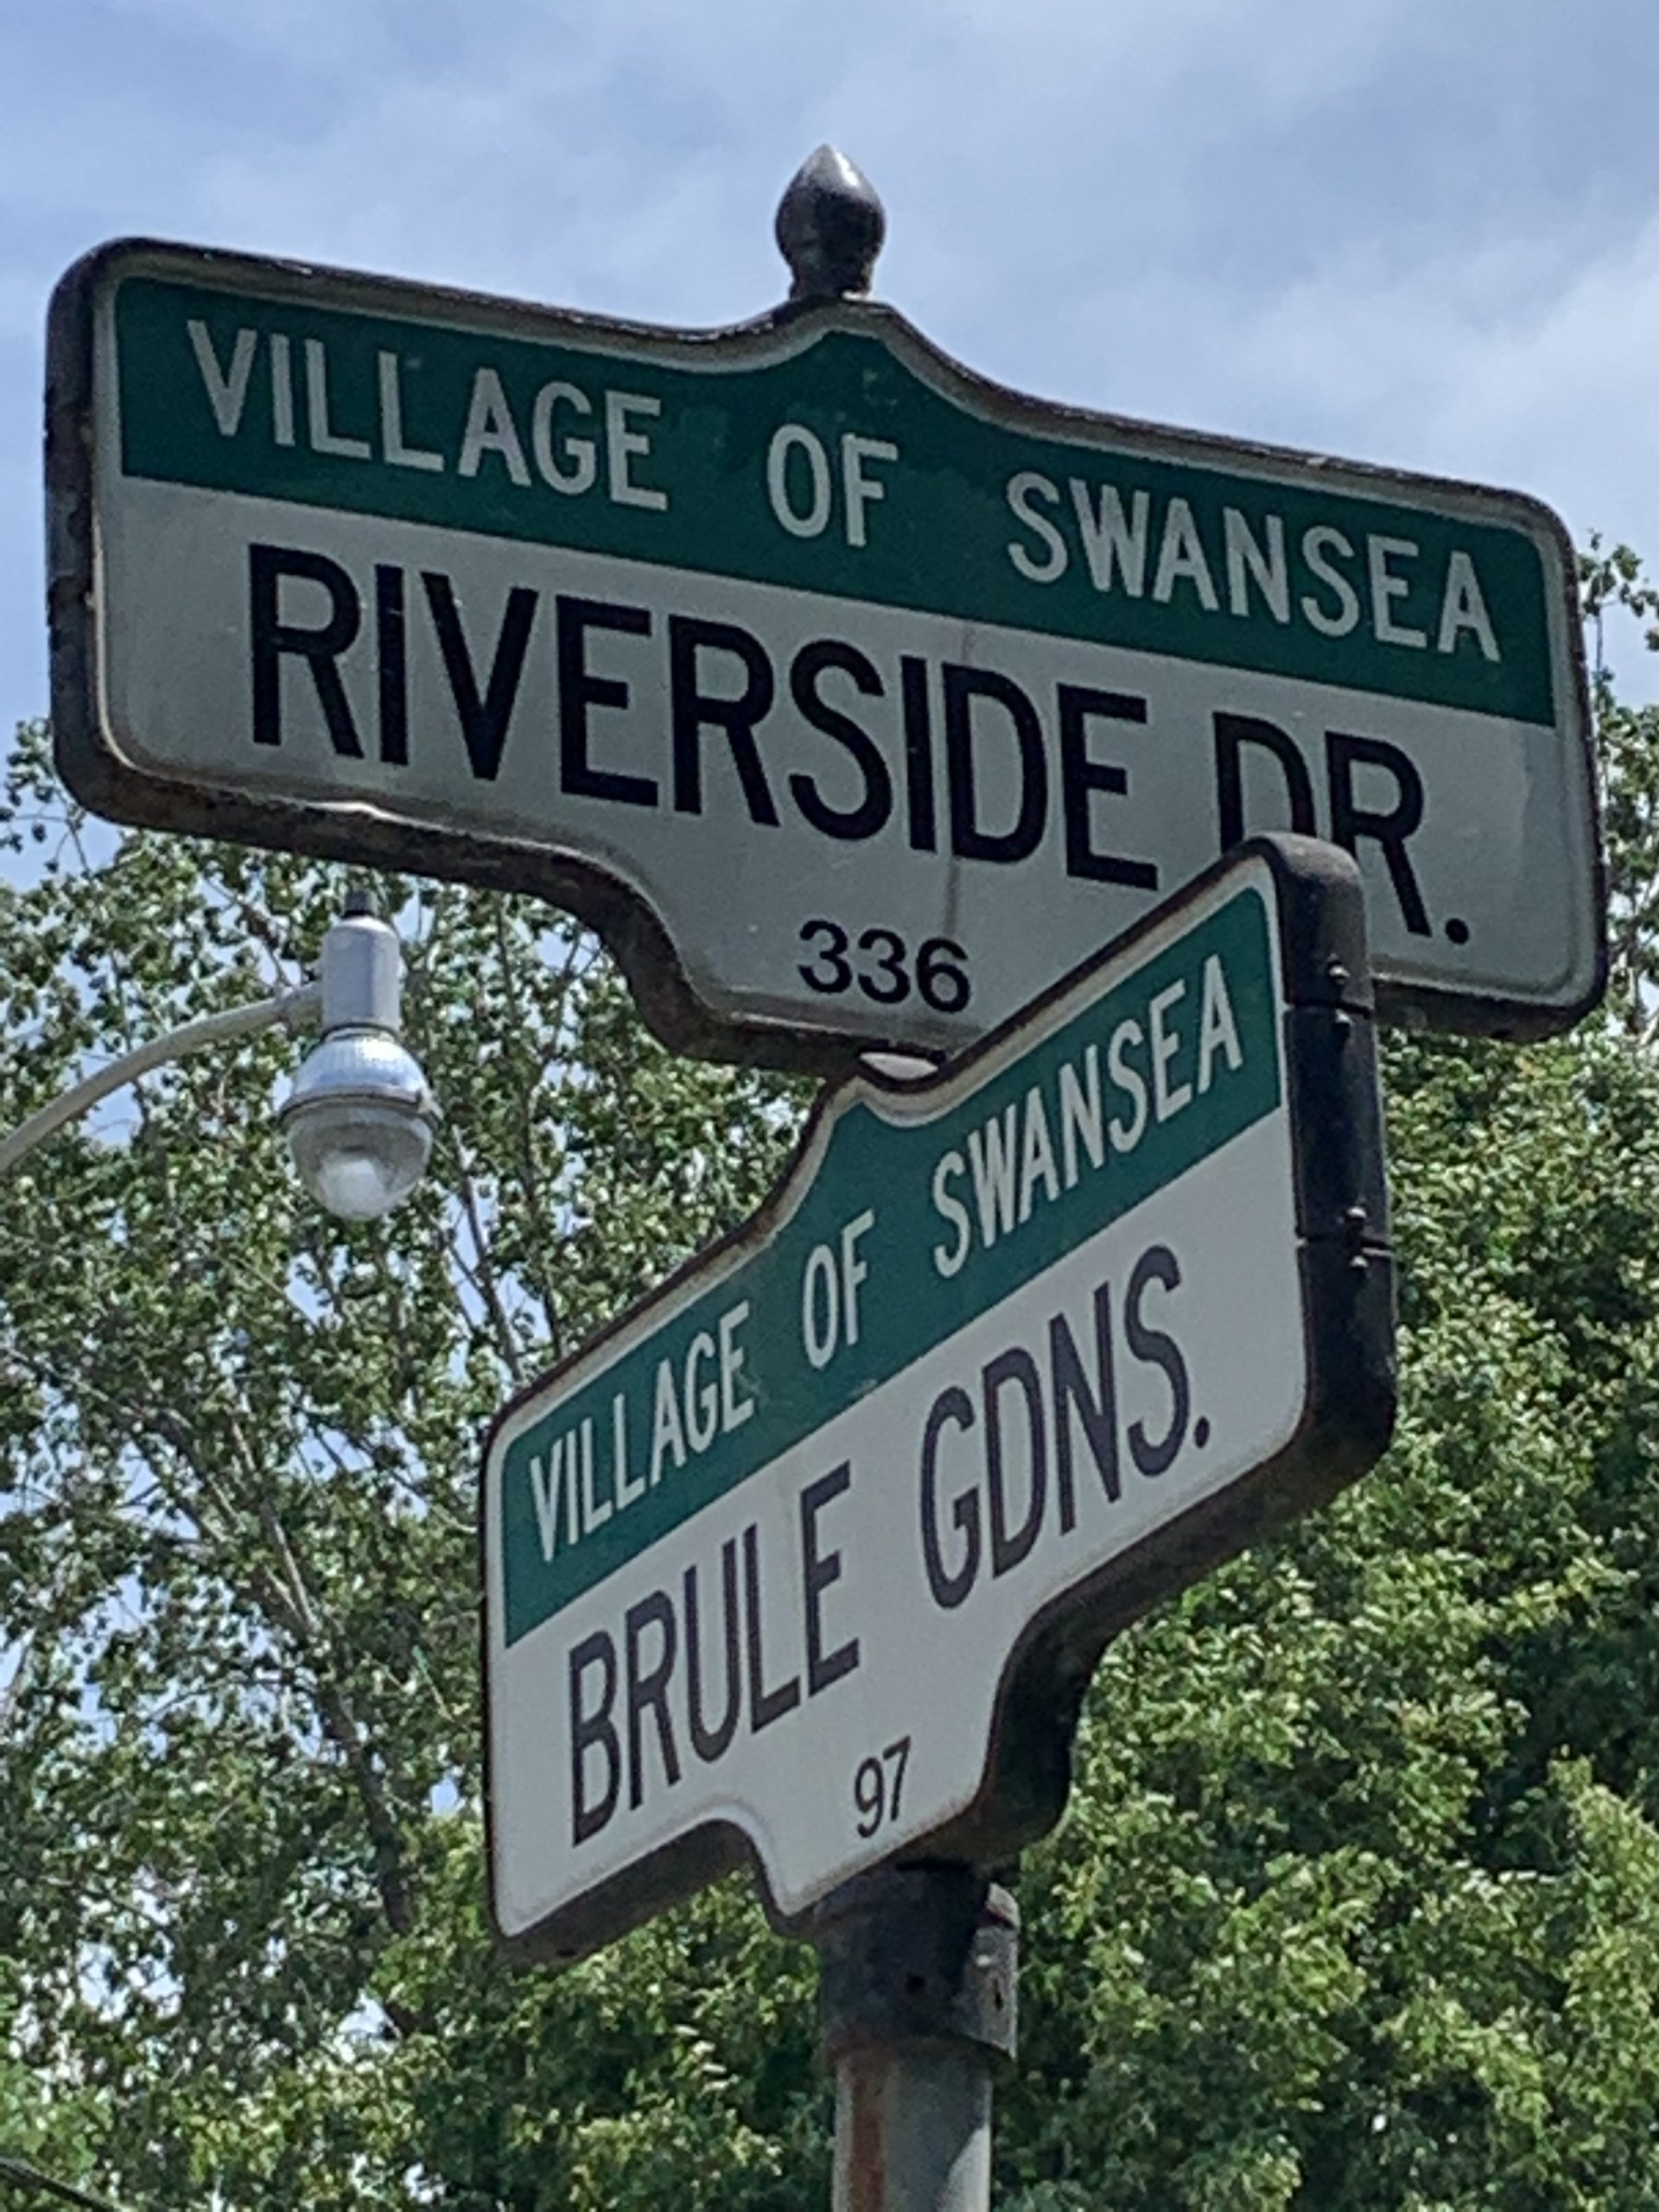 VILLAGE OF SWANSEA
RIVERSIDE DR.
336
VILLAGE OF SWANSEA
BRULE GDNS.
97